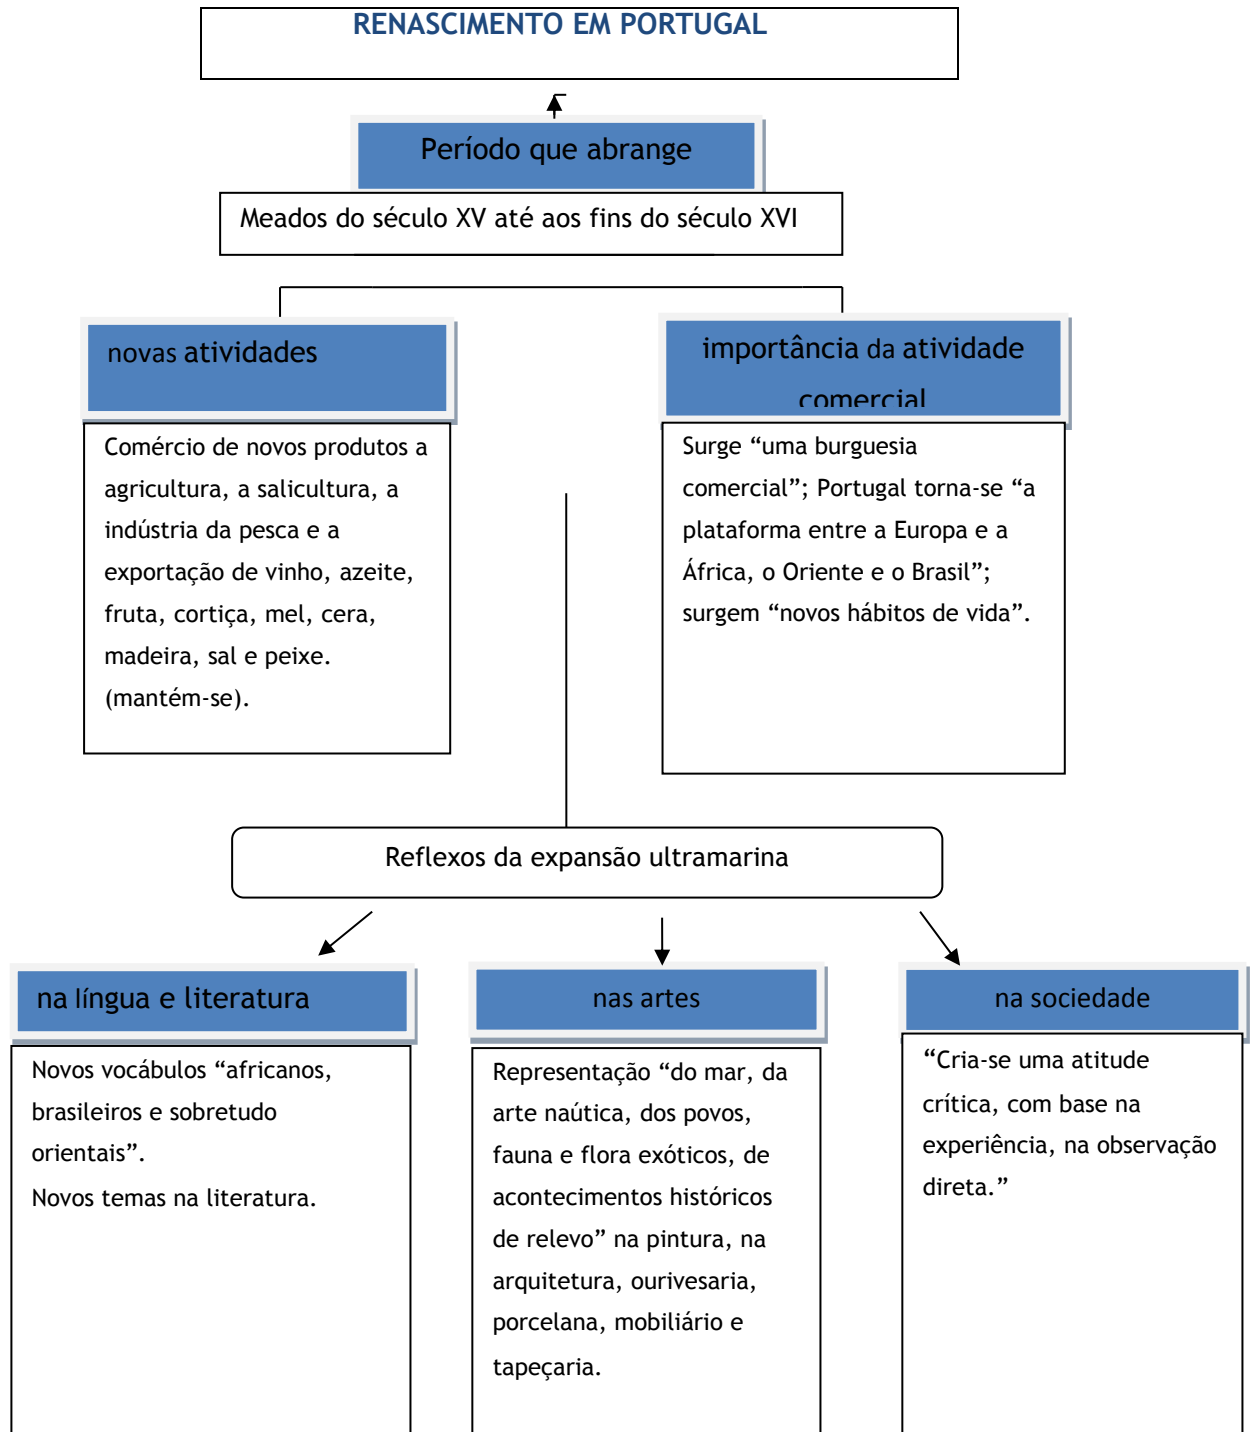 RENASCIMENTO EM PORTUGAL
Período que abrange
Meados do século XV até aos fins do século XVI
novas atividades
Comércio de novos produtos a
agricultura, a salicultura, a
indústria da pesca e a
exportação de vinho, azeite,
fruta, cortiça, mel, cera,
madeira, sal e peixe.
(mantém-se).
importância da atividade
comercial
Surge “uma burguesia
comercial”; Portugal torna-se “a
plataforma entre a Europa e a
África, o Oriente e o Brasil”;
surgem “novos hábitos de vida”.
Reflexos da expansão ultramarina
na língua e literatura
Novos vocábulos “africanos,
brasileiros e sobretudo
orientais”.
Novos temas na literatura.
nas artes
Representação “do mar, da
arte naútica, dos povos,
fauna e flora exóticos, de
acontecimentos históricos
de relevo” na pintura, na
arquitetura, ourivesaria,
porcelana, mobiliário e
tapeçaria.
na sociedade
“Cria-se uma atitude
crítica, com base na
experiência, na observação
direta.”